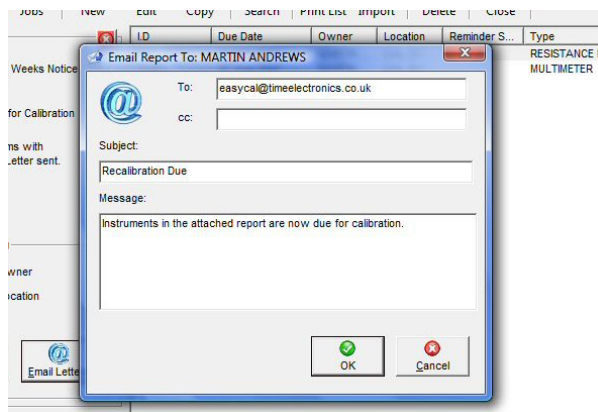 Jobs New Edit Copy Search Print List Import Delete Close
I.D Due Date Owner Location Reminder S... Type
RESISTANCE
MULTIMETER
Weeks Notice
for Calibration
ms with
Letter sent.
wner
ocation
Email Lette
Email Report To: MARTIN ANDREWS
To: easycal@timeelectronics.co.uk
cc:
Subject:
Recalibration Due
Message:
Instruments in the attached report are now due for calibration.
OK Cancel